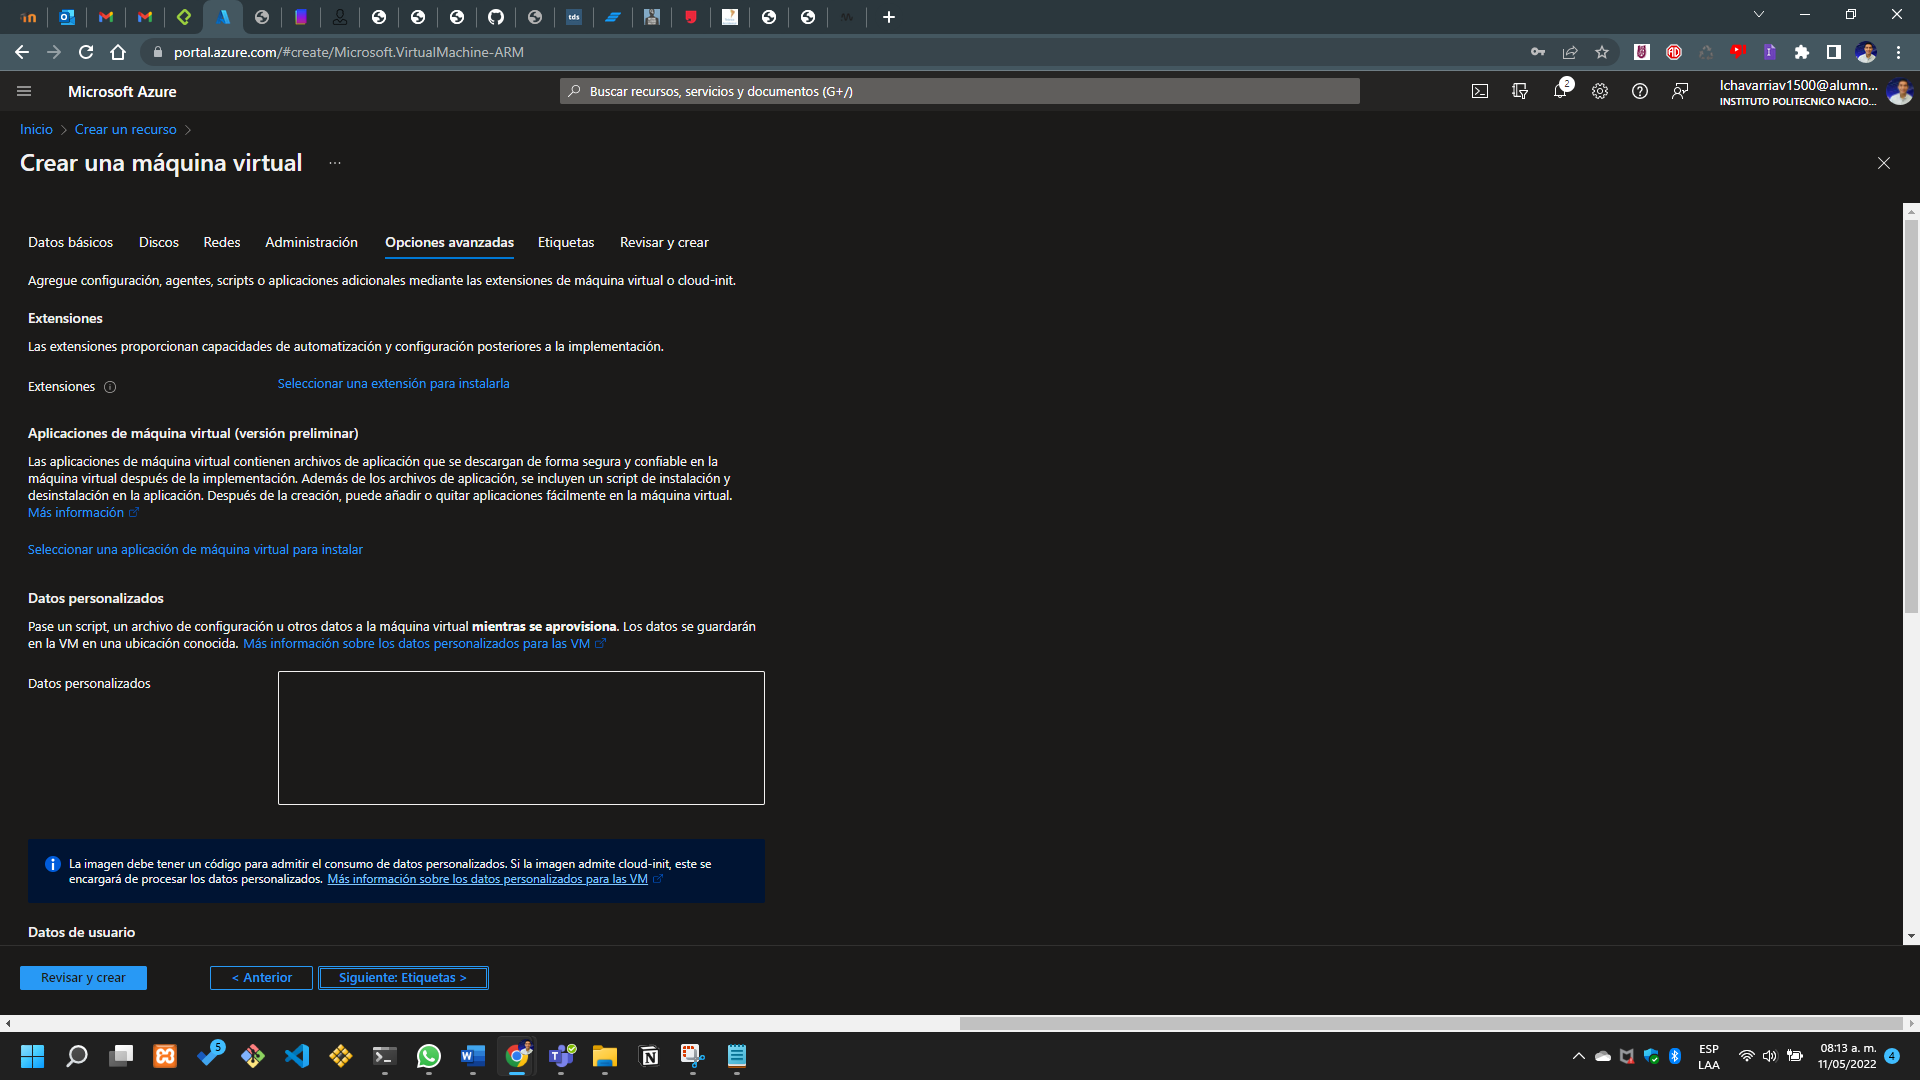 portal.azure.com/#create/Microsoft.VirtualMachine-ARM
Microsoft Azure
Buscar recursos, servicios y documentos (G+/)
2
lchavarriav1500@alumn...
INSTITUTO POLITECNICO NACIO...
Inicio > Crear un recurso >
Crear una máquina virtual ...
Datos básicos Discos Redes Administración Opciones avanzadas Etiquetas Revisar y crear
Agregue configuración, agentes, scripts o aplicaciones adicionales mediante las extensiones de máquina virtual o cloud-init.
Extensiones
Las extensiones proporcionan capacidades de automatización y configuración posteriores a la implementación.
Extensiones Seleccionar una extensión para instalarla
Aplicaciones de máquina virtual (versión preliminar)
Las aplicaciones de máquina virtual contienen archivos de aplicación que se descargan de forma segura y confiable en la
máquina virtual después de la implementación. Además de los archivos de aplicación, se incluyen un script de instalación y
desinstalación en la aplicación. Después de la creación, puede añadir o quitar aplicaciones fácilmente en la máquina virtual.
Más información
Seleccionar una aplicación de máquina virtual para instalar
Datos personalizados
Pase un script, un archivo de configuración u otros datos a la máquina virtual mientras se aprovisiona. Los datos se guardarán
en la VM en una ubicación conocida. Más información sobre los datos personalizados para las VM
Datos personalizados
La imagen debe tener un código para admitir el consumo de datos personalizados. Si la imagen admite cloud-init, este se
encargará de procesar los datos personalizados. Más información sobre los datos personalizados para las VM
Datos de usuario
Revisar y crear < Anterior Siguiente: Etiquetas >
5
ESP
LAA
08:13 a. m.
11/05/2022
4